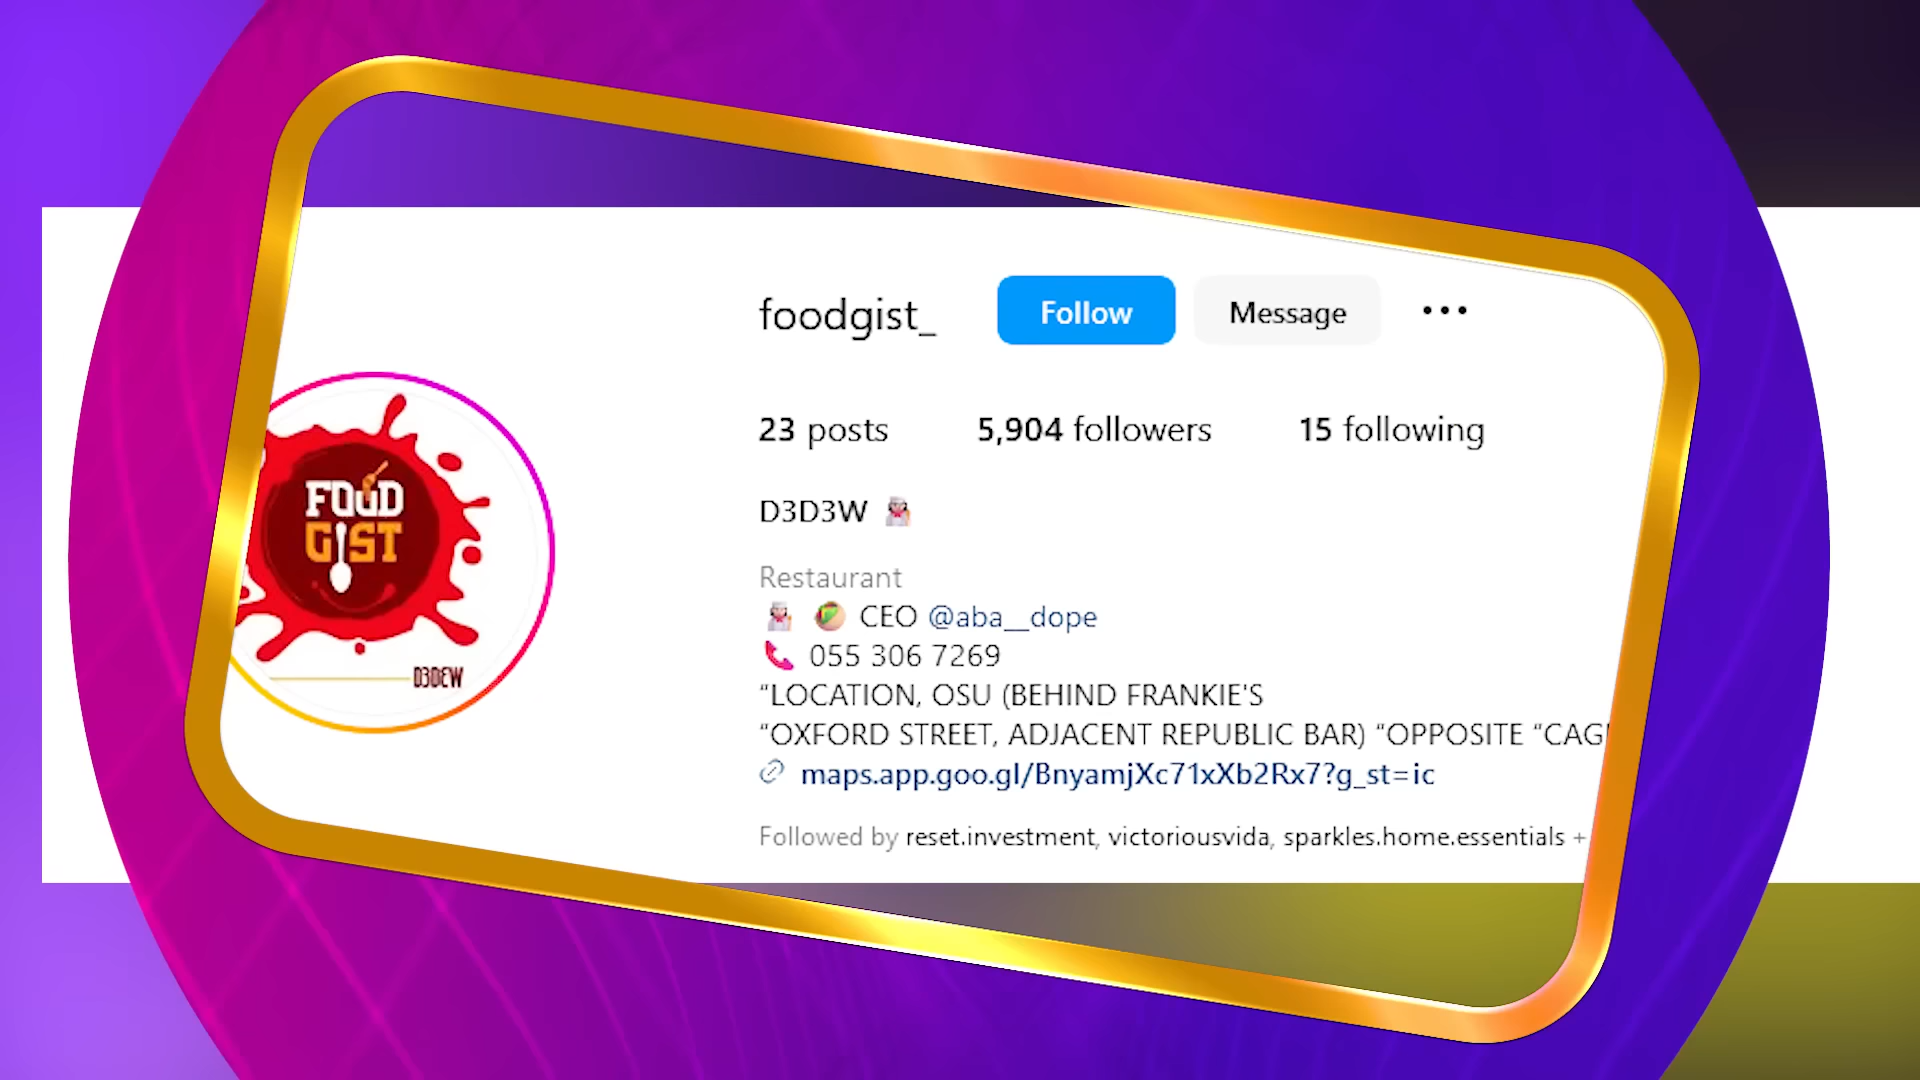 foodgist_ Follow Message
23 posts 5,904 followers 15 following
D3D3W
Restaurant
CEO @aba__dope
055 306 7269
“LOCATION, OSU (BEHIND FRANKIE'S
“OXFORD STREET, ADJACENT REPUBLIC BAR) “OPPOSITE “CAG
maps.app.goo.gl/BnyamjXc71xXb2Rx7?g_st=ic
Followed by reset.investment, victoriousvida, sparkles.home.essentials +
FOOD
GIST
D3DEW